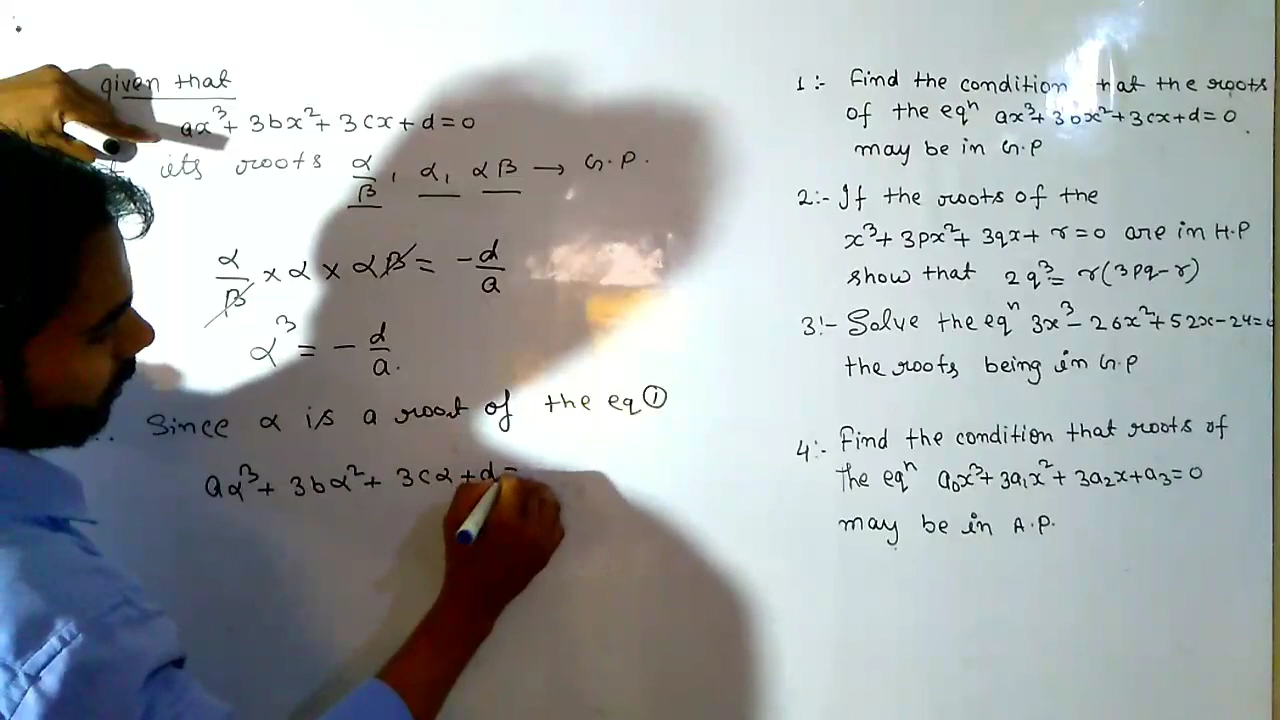 given that
ax³ + 3bx² + 3cx + d = 0
its roots α/β, α, αβ → G.P.
α/β × α × αβ = -d/a
α³ = -d/a.
Since α is a root of the eq ①
aα³ + 3bα² + 3cα + d =
1:- Find the condition that the roots
of the eqⁿ ax³ + 3bx² + 3cx + d = 0
may be in G.P
2:- If the roots of the
x³ + 3px² + 3qx + r = 0 are in H.P
show that 2q³ = r(3pq - r)
3:- Solve the eqⁿ 3x³ - 26x² + 52x - 24 = 0
the roots being in G.P
4:- Find the condition that roots of
the eqⁿ a₀x³ + 3a₁x² + 3a₂x + a₃ = 0
may be in A.P.